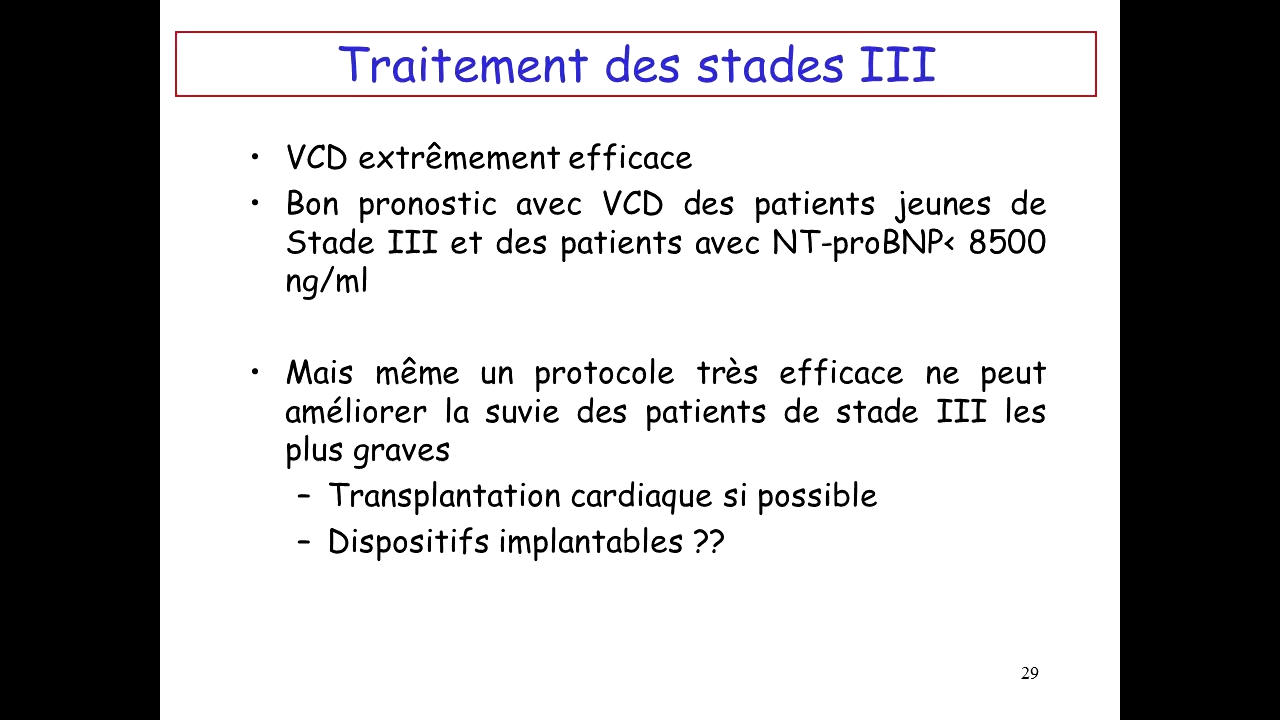 Traitement des stades III
• VCD extrêmement efficace
• Bon pronostic avec VCD des patients jeunes de
Stade III et des patients avec NT-proBNP< 8500
ng/ml
• Mais même un protocole très efficace ne peut
améliorer la suvie des patients de stade III les
plus graves
– Transplantation cardiaque si possible
– Dispositifs implantables ??
29